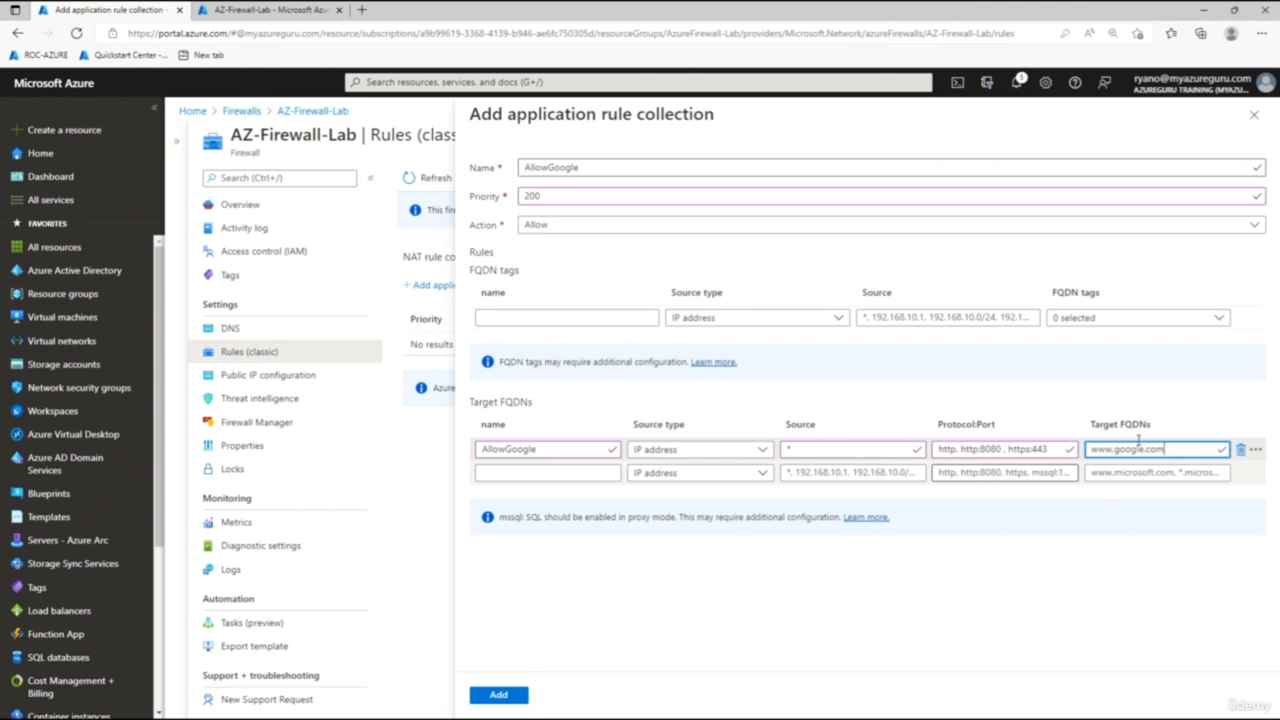 Add application rule collection
AZ-Firewall-Lab - Microsoft Azu
https://portal.azure.com/#@myazureguru.com/resource/subscriptions/a9b99619-3368-4139-b946-ae6fc750305d/resourceGroups/AzureFirewall-Lab/providers/Microsoft.Network/azureFirewalls/AZ-Firewall-Lab/rules
ROC-AZURE
Quickstart Center -...
New tab
Microsoft Azure
Search resources, services, and docs (G+/)
1
ryano@myazureguru.com
AZUREGURU TRAINING (MYAZU...
Create a resource
Home
Dashboard
All services
FAVORITES
All resources
Azure Active Directory
Resource groups
Virtual machines
Virtual networks
Storage accounts
Network security groups
Workspaces
Azure Virtual Desktop
Azure AD Domain
Services
Blueprints
Templates
Servers - Azure Arc
Storage Sync Services
Tags
Load balancers
Function App
SQL databases
Cost Management +
Billing
Container instances
Home > Firewalls > AZ-Firewall-Lab
AZ-Firewall-Lab | Rules (classic
Firewall
Search (Ctrl+/)
Overview
Activity log
Access control (IAM)
Tags
Settings
DNS
Rules (classic)
Public IP configuration
Threat intelligence
Firewall Manager
Properties
Locks
Monitoring
Metrics
Diagnostic settings
Logs
Automation
Tasks (preview)
Export template
Support + troubleshooting
New Support Request
Refresh
This fire
NAT rule co
+ Add appli
Priority
No results
Azure
Add application rule collection
Name *
AllowGoogle
Priority *
200
Action *
Allow
Rules
FQDN tags
name Source type Source FQDN tags
IP address *, 192.168.10.1, 192.168.10.0/24, 192.1... 0 selected
FQDN tags may require additional configuration. Learn more.
Target FQDNs
name Source type Source Protocol:Port Target FQDNs
AllowGoogle IP address * http, http:8080 , https:443 www.google.com
IP address *, 192.168.10.1, 192.168.10.0/... http, http:8080, https, mssql:1... www.microsoft.com, *.micros...
mssql: SQL should be enabled in proxy mode. This may require additional configuration. Learn more.
Add
ûdemy